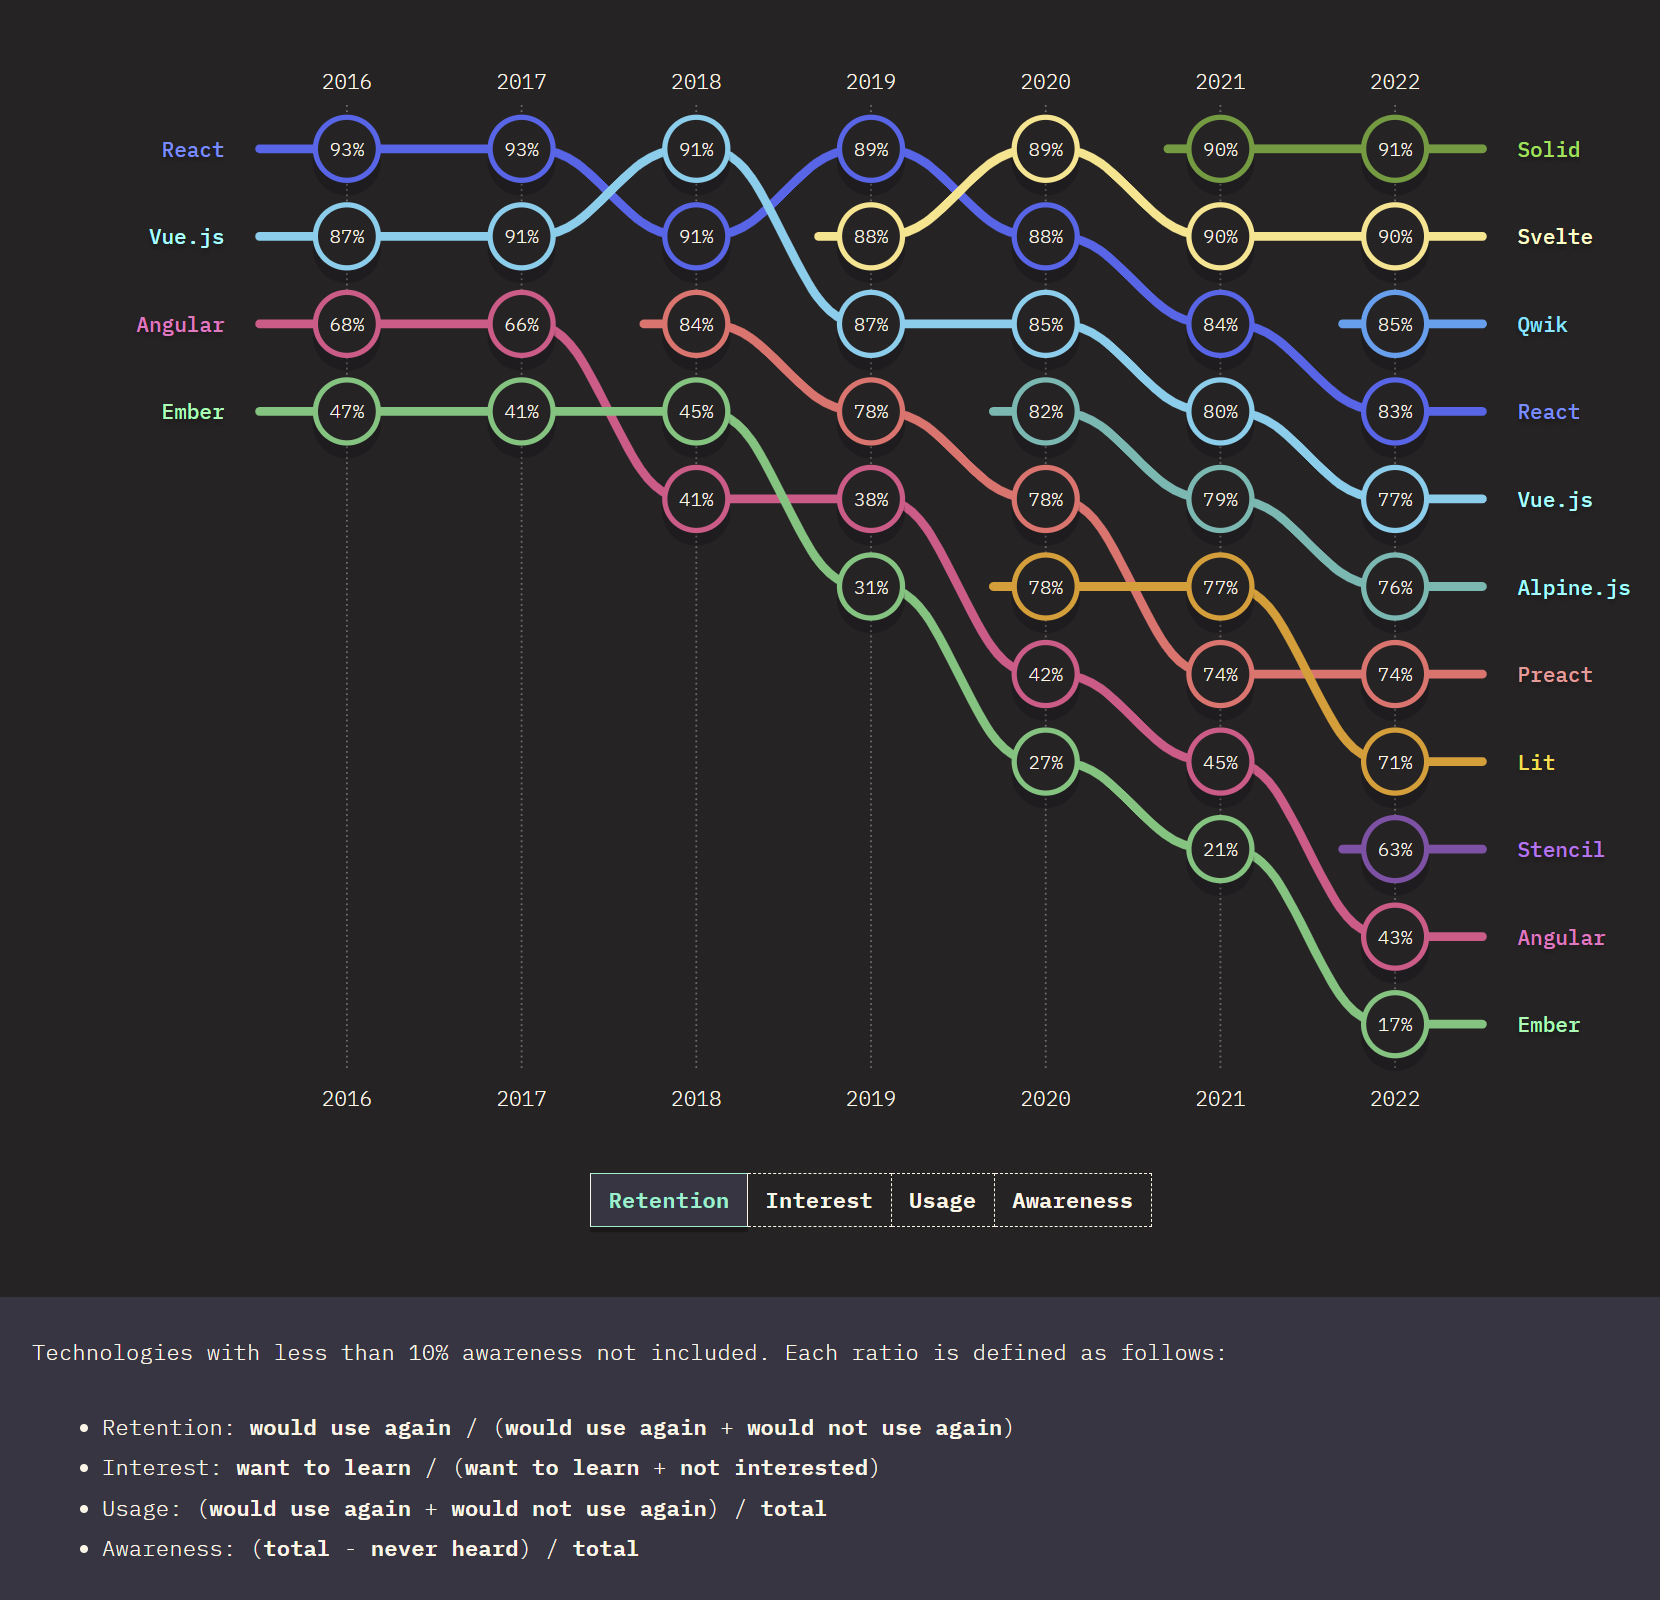 2016 2017 2018 2019 2020 2021 2022
React 93% 93% 91% 89% 89% 90% 91% Solid
Vue.js 87% 91% 91% 88% 88% 90% 90% Svelte
Angular 68% 66% 84% 87% 85% 84% 85% Qwik
Ember 47% 41% 45% 78% 82% 80% 83% React
41% 38% 78% 79% 77% Vue.js
31% 78% 77% 76% Alpine.js
42% 74% 74% Preact
27% 45% 71% Lit
21% 63% Stencil
43% Angular
17% Ember
2016 2017 2018 2019 2020 2021 2022
Retention Interest Usage Awareness
Technologies with less than 10% awareness not included. Each ratio is defined as follows:
• Retention: would use again / (would use again + would not use again)
• Interest: want to learn / (want to learn + not interested)
• Usage: (would use again + would not use again) / total
• Awareness: (total - never heard) / total